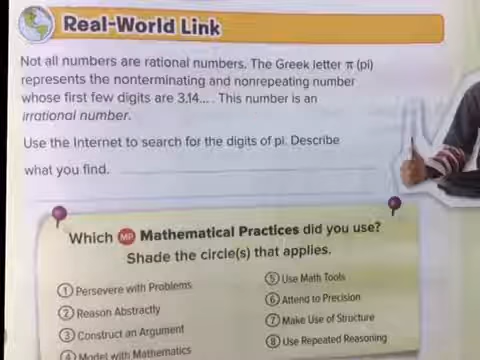 Real-World Link
Not all numbers are rational numbers. The Greek letter π (pi)
represents the nonterminating and nonrepeating number
whose first few digits are 3.14... . This number is an
irrational number.
Use the Internet to search for the digits of pi. Describe
what you find.
Which MP Mathematical Practices did you use?
Shade the circle(s) that applies.
1 Persevere with Problems
2 Reason Abstractly
3 Construct an Argument
4 Model with Mathematics
5 Use Math Tools
6 Attend to Precision
7 Make Use of Structure
8 Use Repeated Reasoning